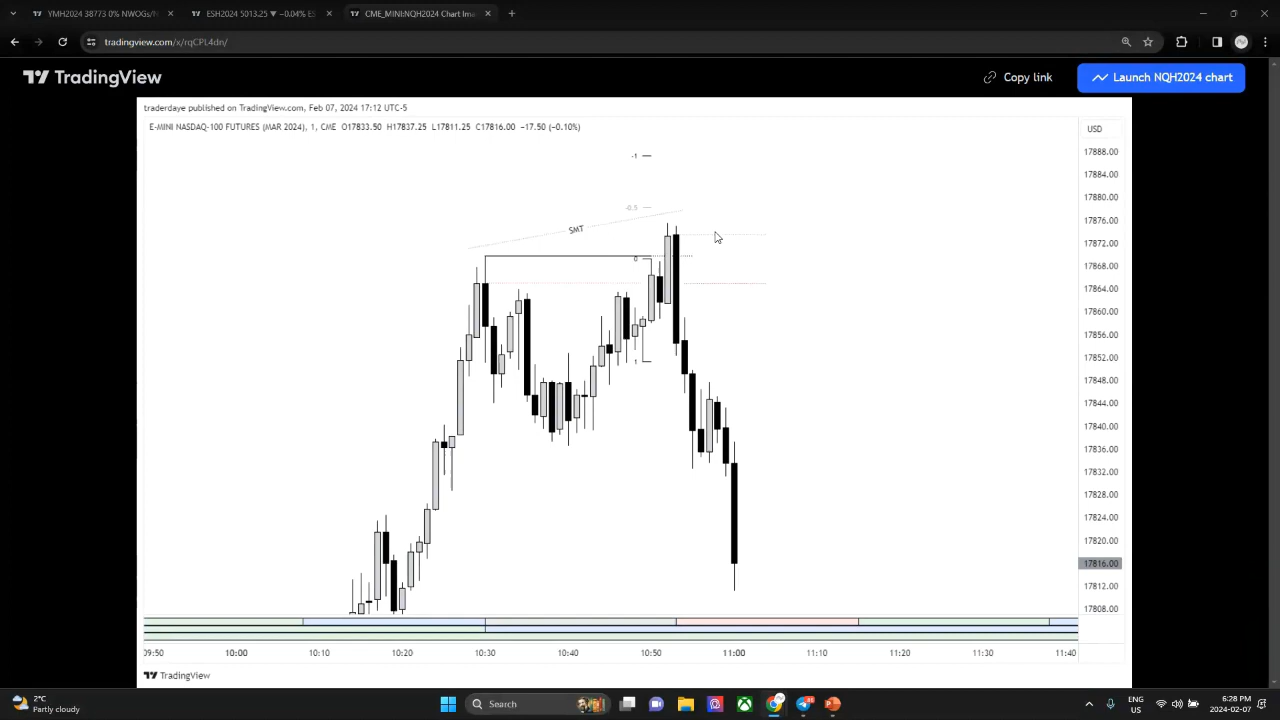 YMH2024 38773.0% NWOGs/N
ESH2024 5013.25 ▼ −0.04% ES
CME_MINI:NQH2024 Chart Ima
tradingview.com/x/rqCPL4dn/
TradingView
Copy link
Launch NQH2024 chart
traderdaye published on TradingView.com, Feb 07, 2024 17:12 UTC-5
E-MINI NASDAQ-100 FUTURES (MAR 2024), 1, CME O17833.50 H17837.25 L17811.25 C17816.00 −17.50 (−0.10%)
USD
-1
-0.5
SMT
0
1
17888.00
17884.00
17880.00
17876.00
17872.00
17868.00
17864.00
17860.00
17856.00
17852.00
17848.00
17844.00
17840.00
17836.00
17832.00
17828.00
17824.00
17820.00
17816.00
17812.00
17808.00
09:50 10:00 10:10 10:20 10:30 10:40 10:50 11:00 11:10 11:20 11:30 11:40
TradingView
2°C
Partly cloudy
Search
ENG
US
6:28 PM
2024-02-07